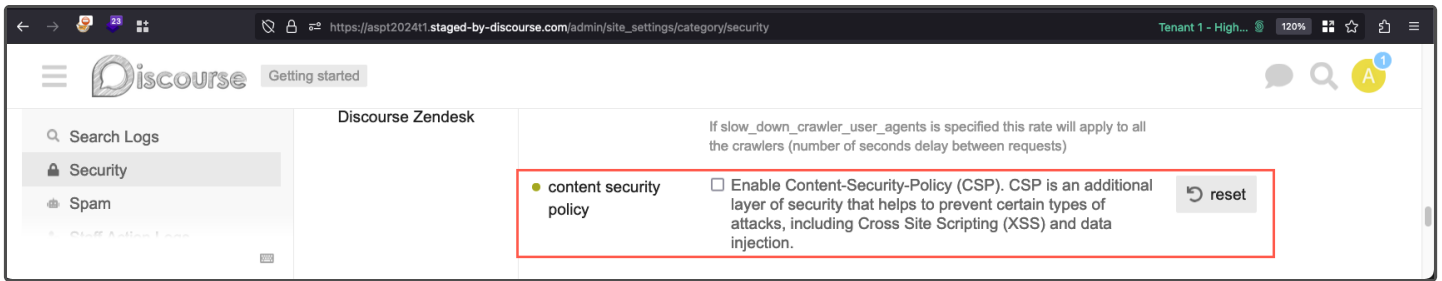 23
https://aspt2024t1.staged-by-discourse.com/admin/site_settings/category/security
Tenant 1 - High...
120%
Discourse
Getting started
A
1
Search Logs
Security
Spam
Staff Action Logs
Discourse Zendesk
If slow_down_crawler_user_agents is specified this rate will apply to all
the crawlers (number of seconds delay between requests)
content security
policy
Enable Content-Security-Policy (CSP). CSP is an additional
layer of security that helps to prevent certain types of
attacks, including Cross Site Scripting (XSS) and data
injection.
reset